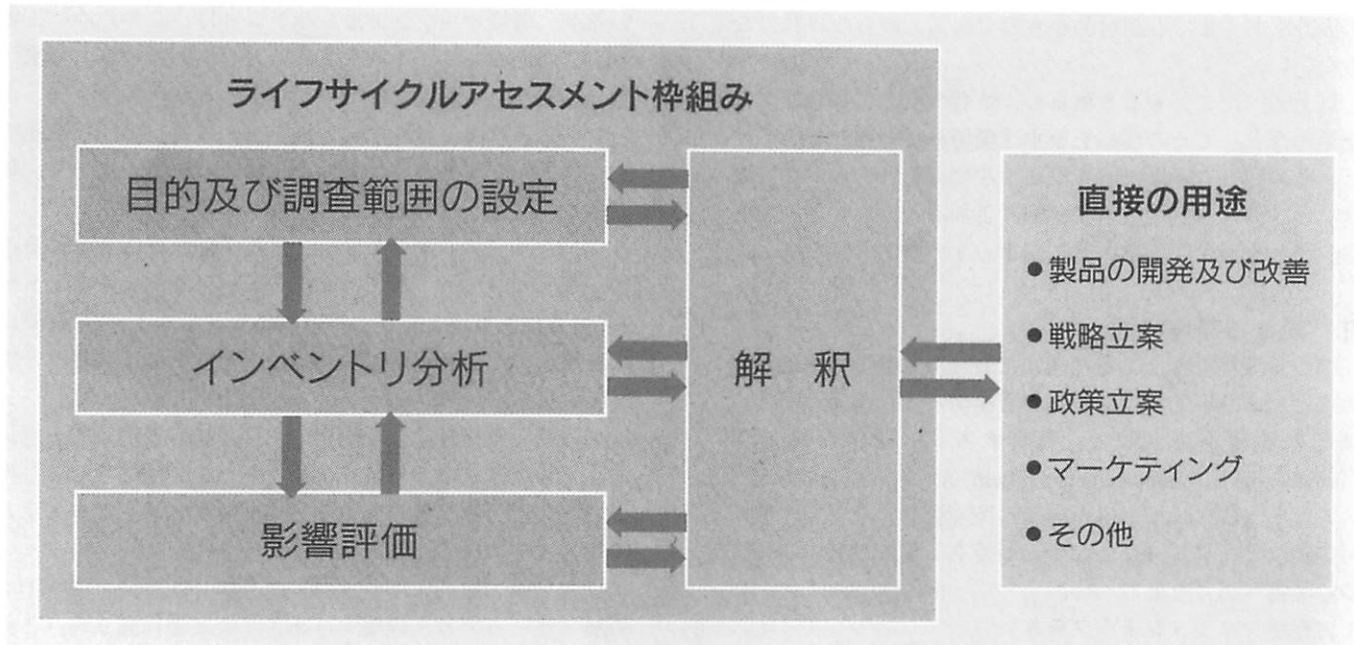 ライフサイクルアセスメント枠組み
目的及び調査範囲の設定
インベントリ分析
影響評価
解 釈
直接の用途
●製品の開発及び改善
●戦略立案
●政策立案
●マーケティング
●その他